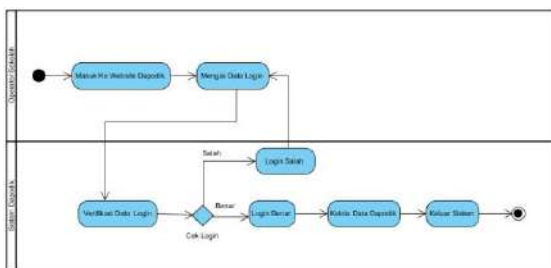 Operator Sekolah
Masuk Ke Website Dapodik
Mengisi Data Login
Sistem Dapodik
Salah
Login Salah
Verifikasi Data Login
Benar
Cek Login
Login Benar
Kelola Data Dapodik
Keluar Sistem